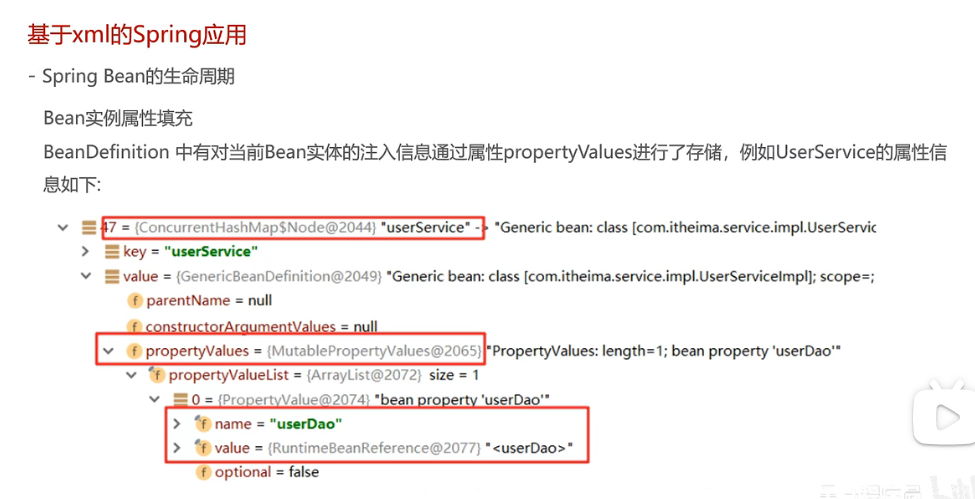 基于xml的Spring应用
- Spring Bean的生命周期
Bean实例属性填充
BeanDefinition 中有对当前Bean实体的注入信息通过属性propertyValues进行了存储，例如UserService的属性信
息如下:
47 = {ConcurrentHashMap$Node@2044} "userService" -> "Generic bean: class [com.itheima.service.impl.UserServic
key = "userService"
value = {GenericBeanDefinition@2049} "Generic bean: class [com.itheima.service.impl.UserServiceImpl]; scope=;
f parentName = null
f constructorArgumentValues = null
f propertyValues = {MutablePropertyValues@2065} "PropertyValues: length=1; bean property 'userDao'"
f propertyValueList = {ArrayList@2072} size = 1
0 = {PropertyValue@2074} "bean property 'userDao'"
f name = "userDao"
f value = {RuntimeBeanReference@2077} "<userDao>"
f optional = false